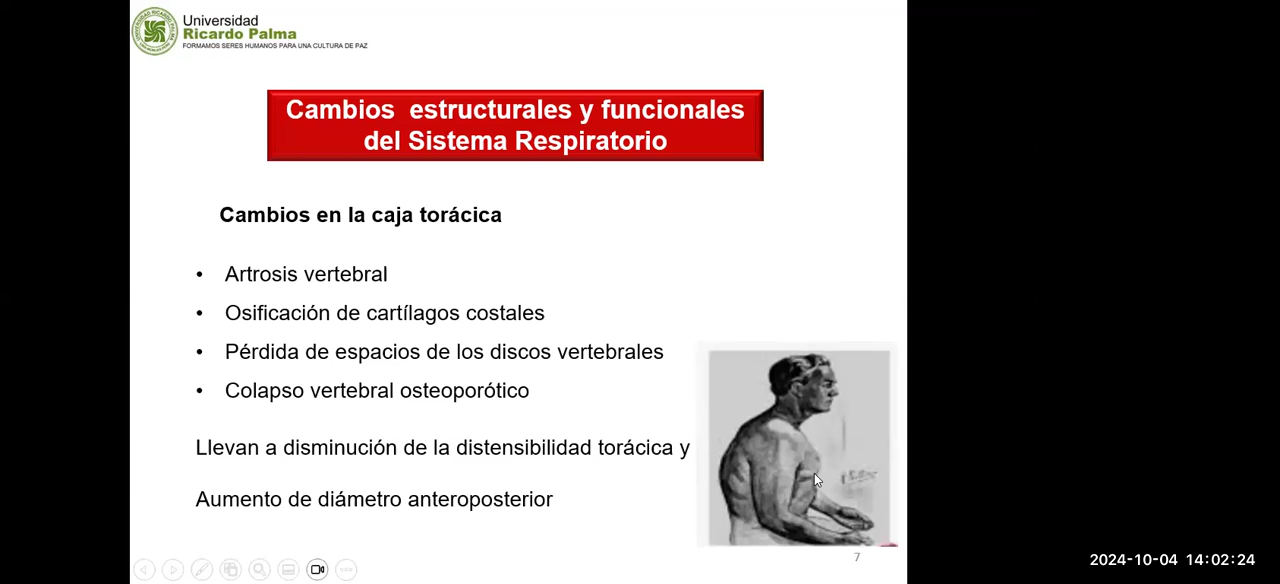 Universidad
Ricardo Palma
FORMAMOS SERES HUMANOS PARA UNA CULTURA DE PAZ
Cambios estructurales y funcionales
del Sistema Respiratorio
Cambios en la caja torácica
• Artrosis vertebral
• Osificación de cartílagos costales
• Pérdida de espacios de los discos vertebrales
• Colapso vertebral osteoporótico
Llevan a disminución de la distensibilidad torácica y
Aumento de diámetro anteroposterior
7
2024-10-04 14:02:24